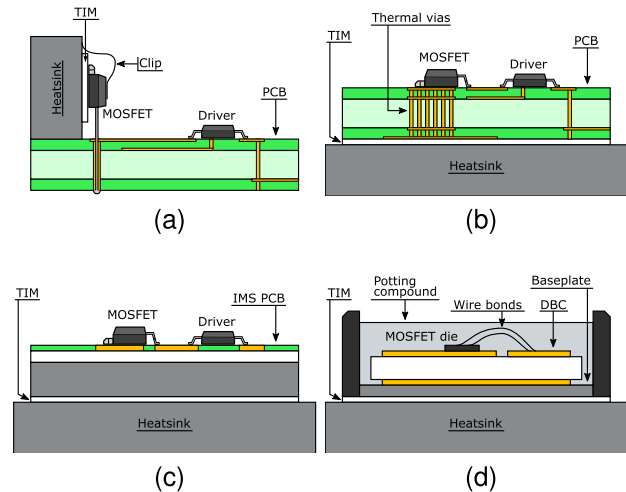 TIM
Clip
Heatsink
MOSFET
Driver
PCB
(a)
Thermal vias
TIM
MOSFET
Driver
PCB
Heatsink
(b)
TIM
MOSFET
Driver
IMS PCB
Heatsink
(c)
TIM
Potting
compound
Baseplate
Wire bonds
DBC
MOSFET die
Heatsink
(d)